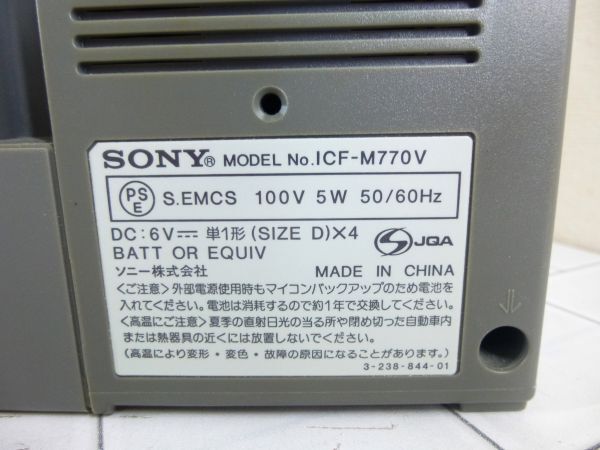 SONY® MODEL No.ICF-M770V
PS E S.EMCS 100V 5W 50/60Hz
DC:6V⎓単1形(SIZE D)×4
BATT OR EQUIV
JQA
ソニー株式会社 MADE IN CHINA
〈ご注意〉外部電源使用時もマイコンバックアップのため電池を
入れてください。電池は消耗するので約1年で交換してください。
〈高温にご注意〉夏季の直射日光の当る所や閉め切った自動車内
または熱器具の近くには放置しないでください。
(高温により変形・変色・故障の原因になることがあります。)
3-238-844-01